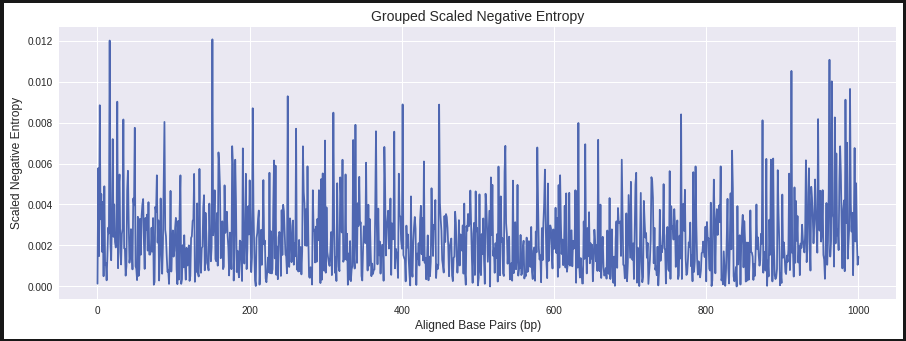 Grouped Scaled Negative Entropy
Scaled Negative Entropy
0.012
0.010
0.008
0.006
0.004
0.002
0.000
0 200 400 600 800 1000
Aligned Base Pairs (bp)